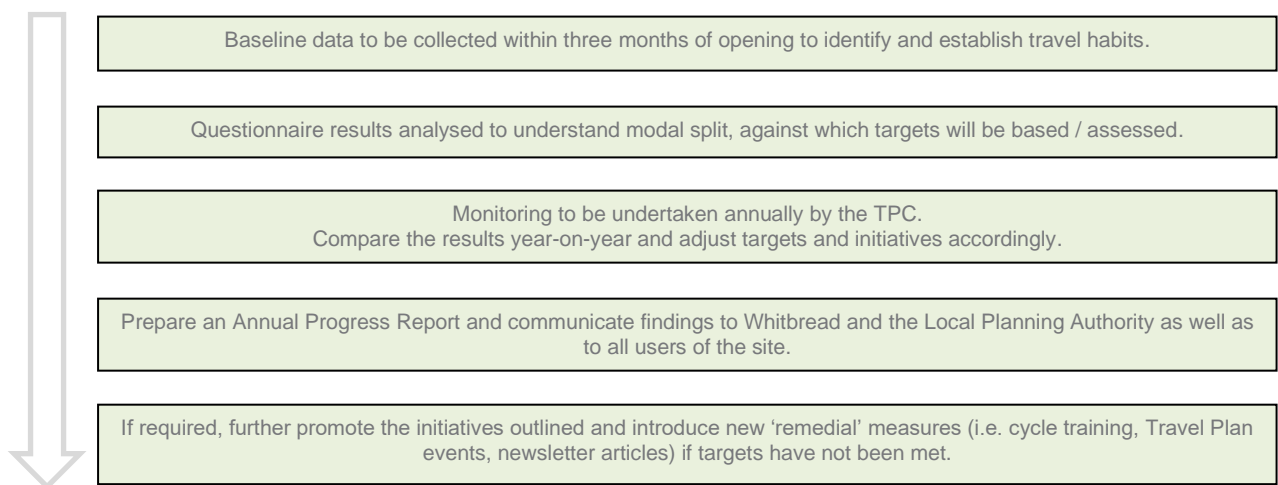 Baseline data to be collected within three months of opening to identify and establish travel habits.
Questionnaire results analysed to understand modal split, against which targets will be based / assessed.
Monitoring to be undertaken annually by the TPC.
Compare the results year-on-year and adjust targets and initiatives accordingly.
Prepare an Annual Progress Report and communicate findings to Whitbread and the Local Planning Authority as well as
to all users of the site.
If required, further promote the initiatives outlined and introduce new ‘remedial’ measures (i.e. cycle training, Travel Plan
events, newsletter articles) if targets have not been met.